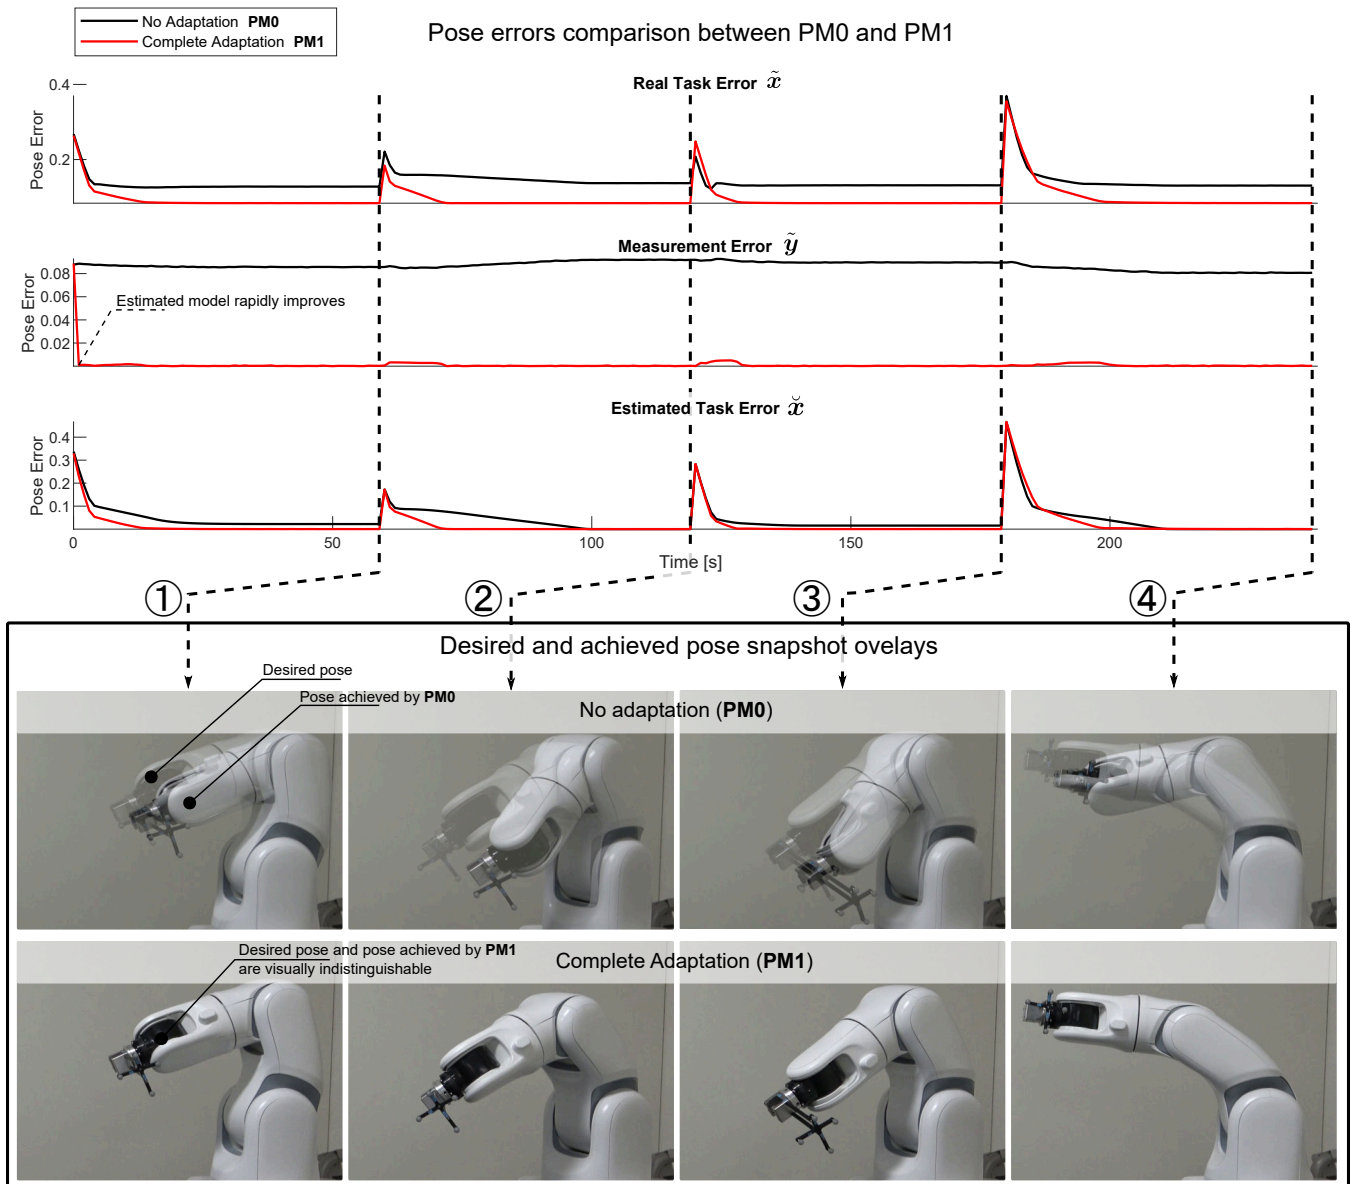 No Adaptation PM0
Complete Adaptation PM1
Pose errors comparison between PM0 and PM1
Real Task Error x̃
Pose Error
0.4
0.2
Measurement Error ỹ
Pose Error
0.08
0.06
0.04
0.02
Estimated model rapidly improves
Estimated Task Error x̆
Pose Error
0.4
0.3
0.2
0.1
0 50 100 150 200
Time [s]
① ② ③ ④
Desired and achieved pose snapshot ovelays
Desired pose
Pose achieved by PM0
No adaptation (PM0)
Desired pose and pose achieved by PM1
are visually indistinguishable
Complete Adaptation (PM1)